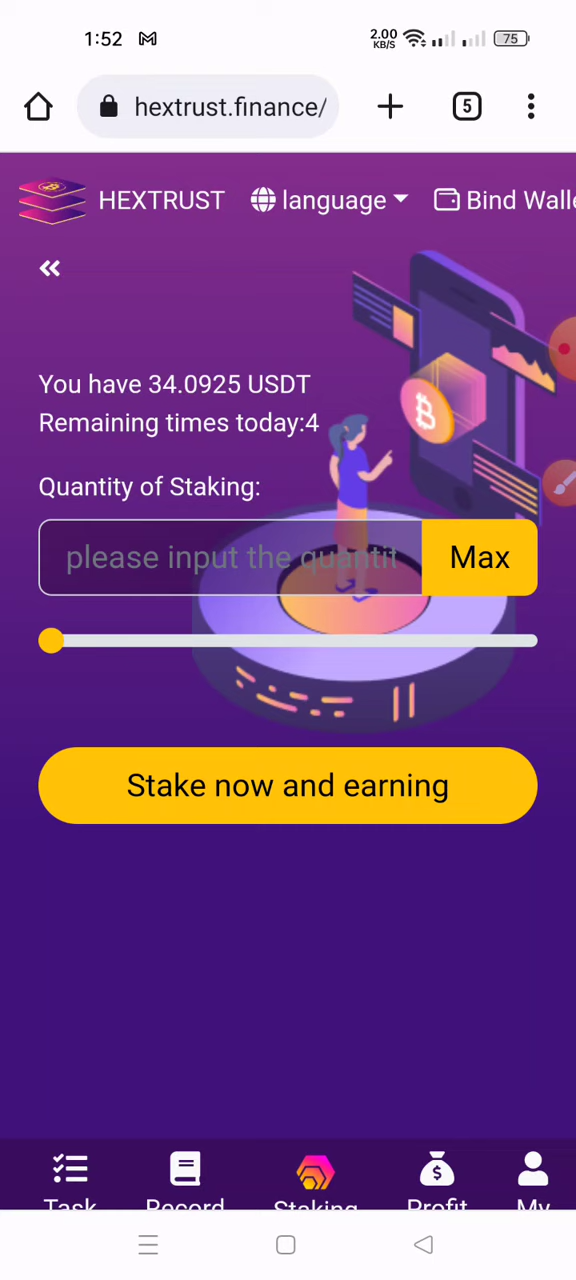 1:52
2.00
KB/S
75
hextrust.finance/
5
HEXTRUST
language
Bind Walle
You have 34.0925 USDT
Remaining times today:4
Quantity of Staking:
please input the quantit
Max
Stake now and earning
Task
Record
Staking
Profit
My